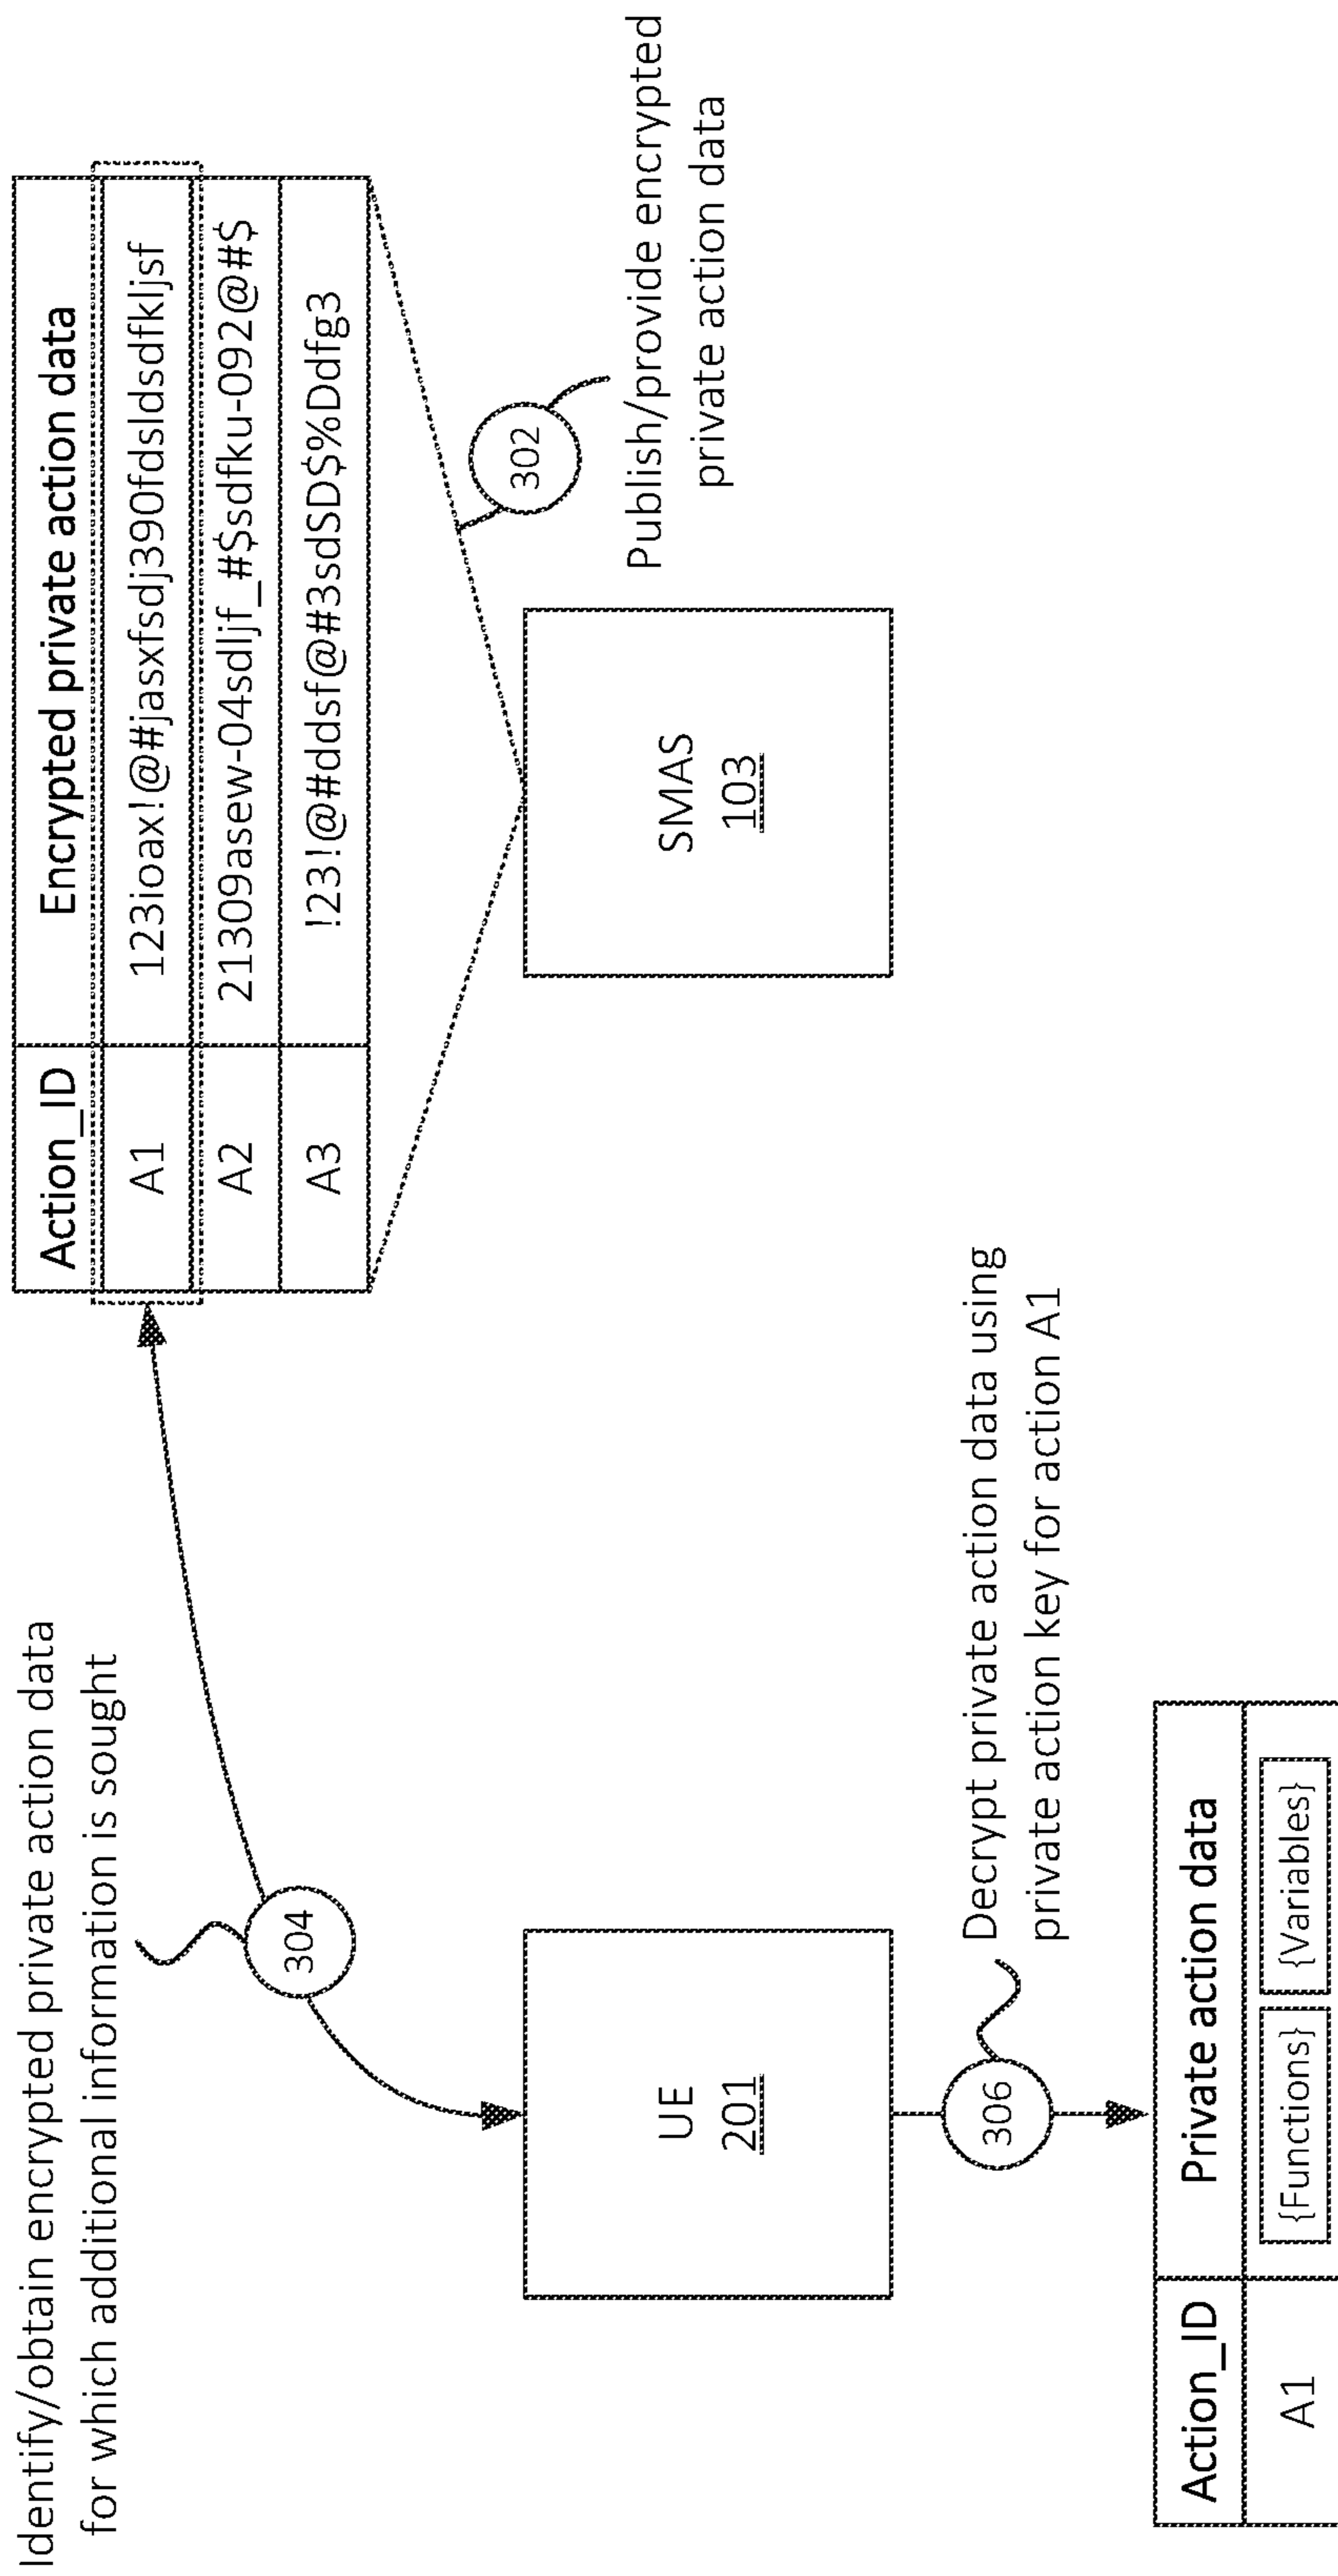 Identify/obtain encrypted private action data
for which additional information is sought
304
Action_ID Encrypted private action data
A1 123ioax!@#jasxfsdj390fdsldsdfkljsf
A2 21309asew-04sdljf_#$sdfku-092@#$
A3 !23!@#ddsf@#3sdSD$%Ddfg3
302
Publish/provide encrypted
private action data
UE
201
SMAS
103
306
Decrypt private action data using
private action key for action A1
Action_ID Private action data
A1 {Functions} {Variables}